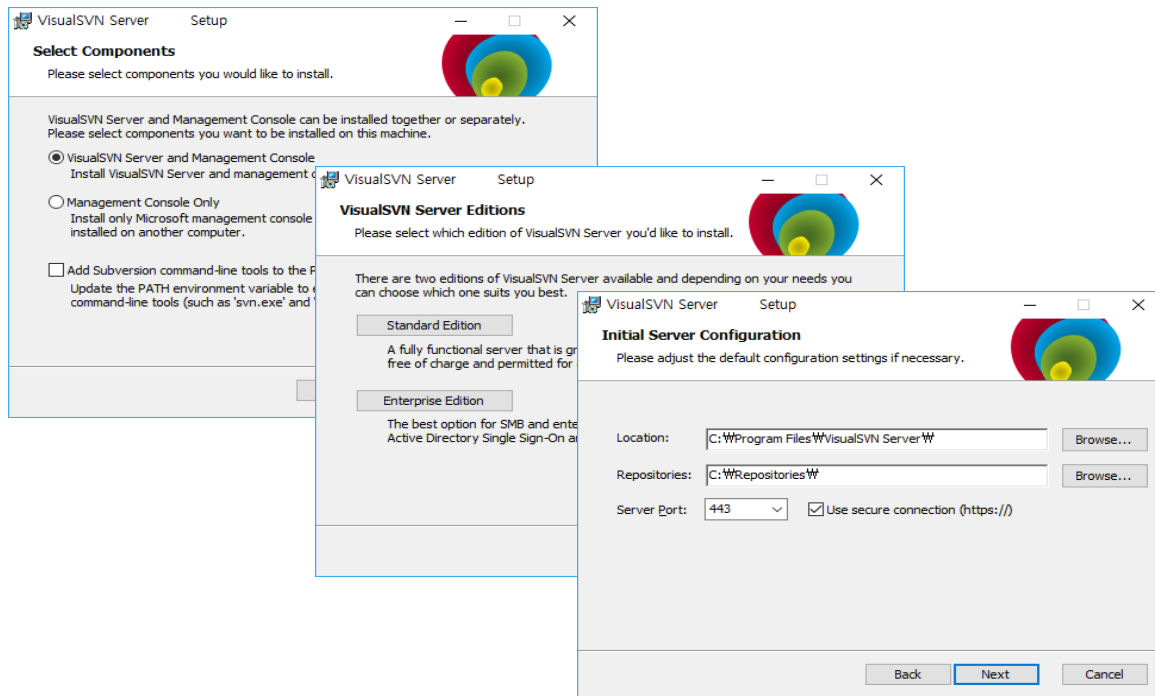 VisualSVN Server Setup
Select Components
Please select components you would like to install.
VisualSVN Server and Management Console can be installed together or separately.
Please select components you want to be installed on this machine.
VisualSVN Server and Management Console
Install VisualSVN Server and management
Management Console Only
Install only Microsoft management console
installed on another computer.
Add Subversion command-line tools to the
Update the PATH environment variable to
command-line tools (such as 'svn.exe' and
VisualSVN Server Setup
VisualSVN Server Editions
Please select which edition of VisualSVN Server you'd like to install.
There are two editions of VisualSVN Server available and depending on your needs you
can choose which one suits you best.
Standard Edition
A fully functional server that is
free of charge and permitted for
Enterprise Edition
The best option for SMB and
Active Directory Single Sign-On
VisualSVN Server Setup
Initial Server Configuration
Please adjust the default configuration settings if necessary.
Location: C:₩Program Files₩VisualSVN Server₩ Browse...
Repositories: C:₩Repositories₩ Browse...
Server Port: 443 Use secure connection (https://)
Back Next Cancel